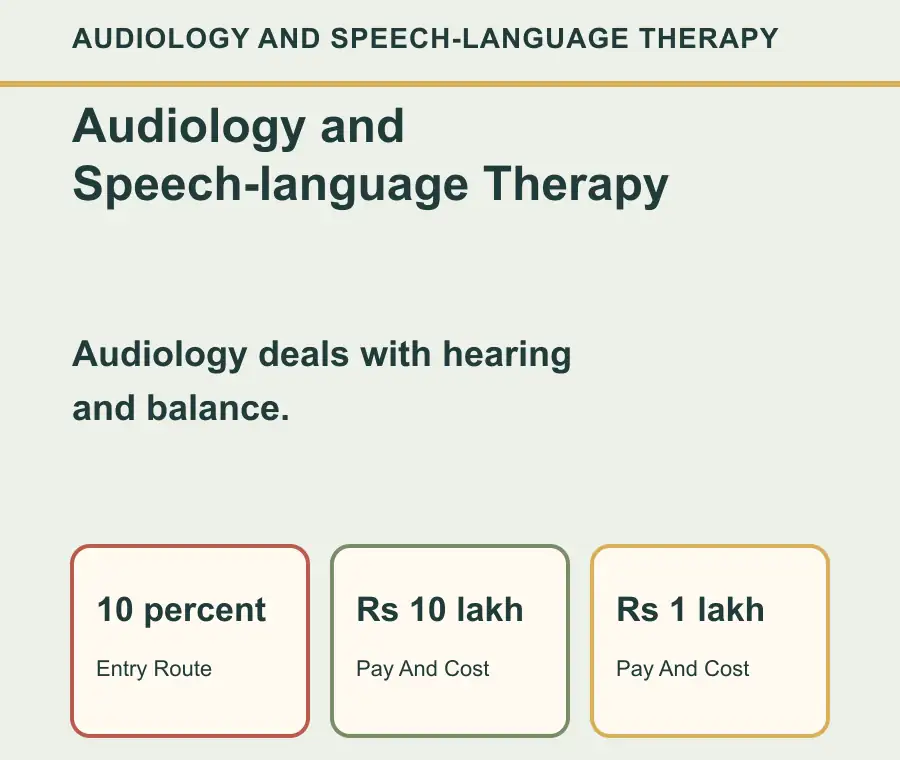 AUDIOLOGY AND SPEECH-LANGUAGE THERAPY
Audiology and
Speech-language Therapy
Audiology deals with hearing
and balance.
10 percent
Entry Route
Rs 10 lakh
Pay And Cost
Rs 1 lakh
Pay And Cost